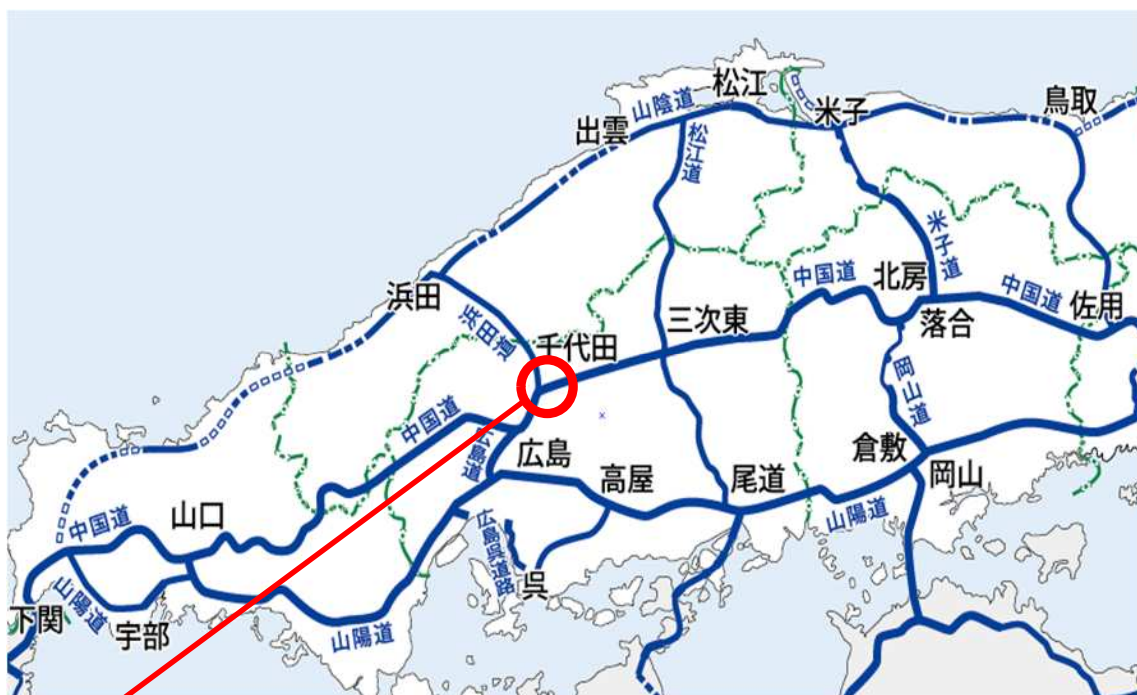 松江
鳥取
米子
山陰道
出雲
松江道
米子道
中国道
北房
中国道
浜田
佐用
三次東
落合
浜田道
千代田
岡山道
中国道
広島道
広島
倉敷
高屋
尾道
岡山
山口
中国道
広島呉道路
山陽道
呉
山陽道
下関
宇部
山陽道